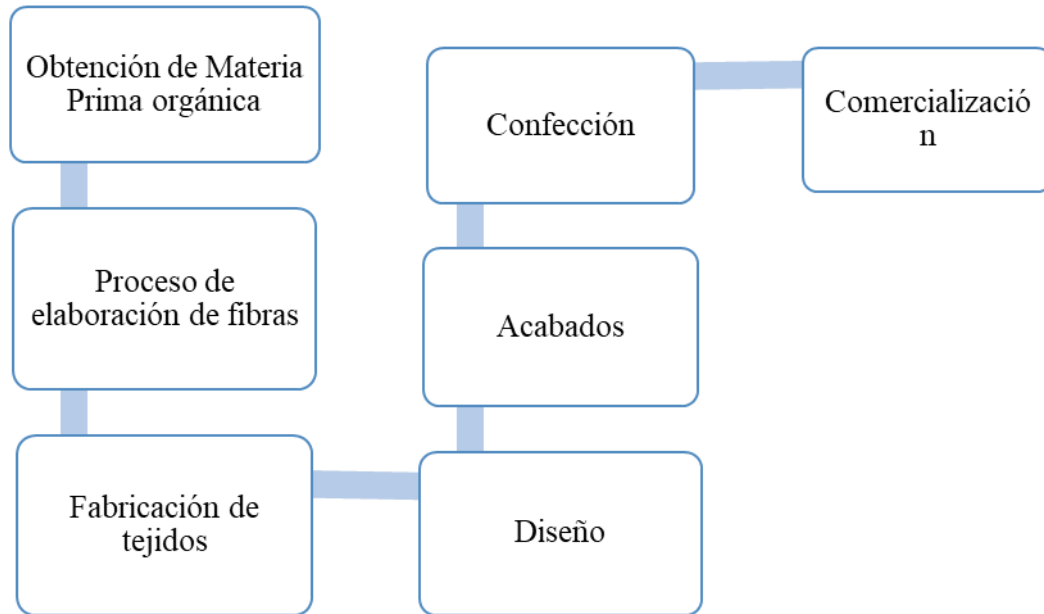 Obtención de Materia
Prima orgánica
Proceso de
elaboración de fibras
Fabricación de
tejidos
Diseño
Acabados
Confección
Comercializació
n